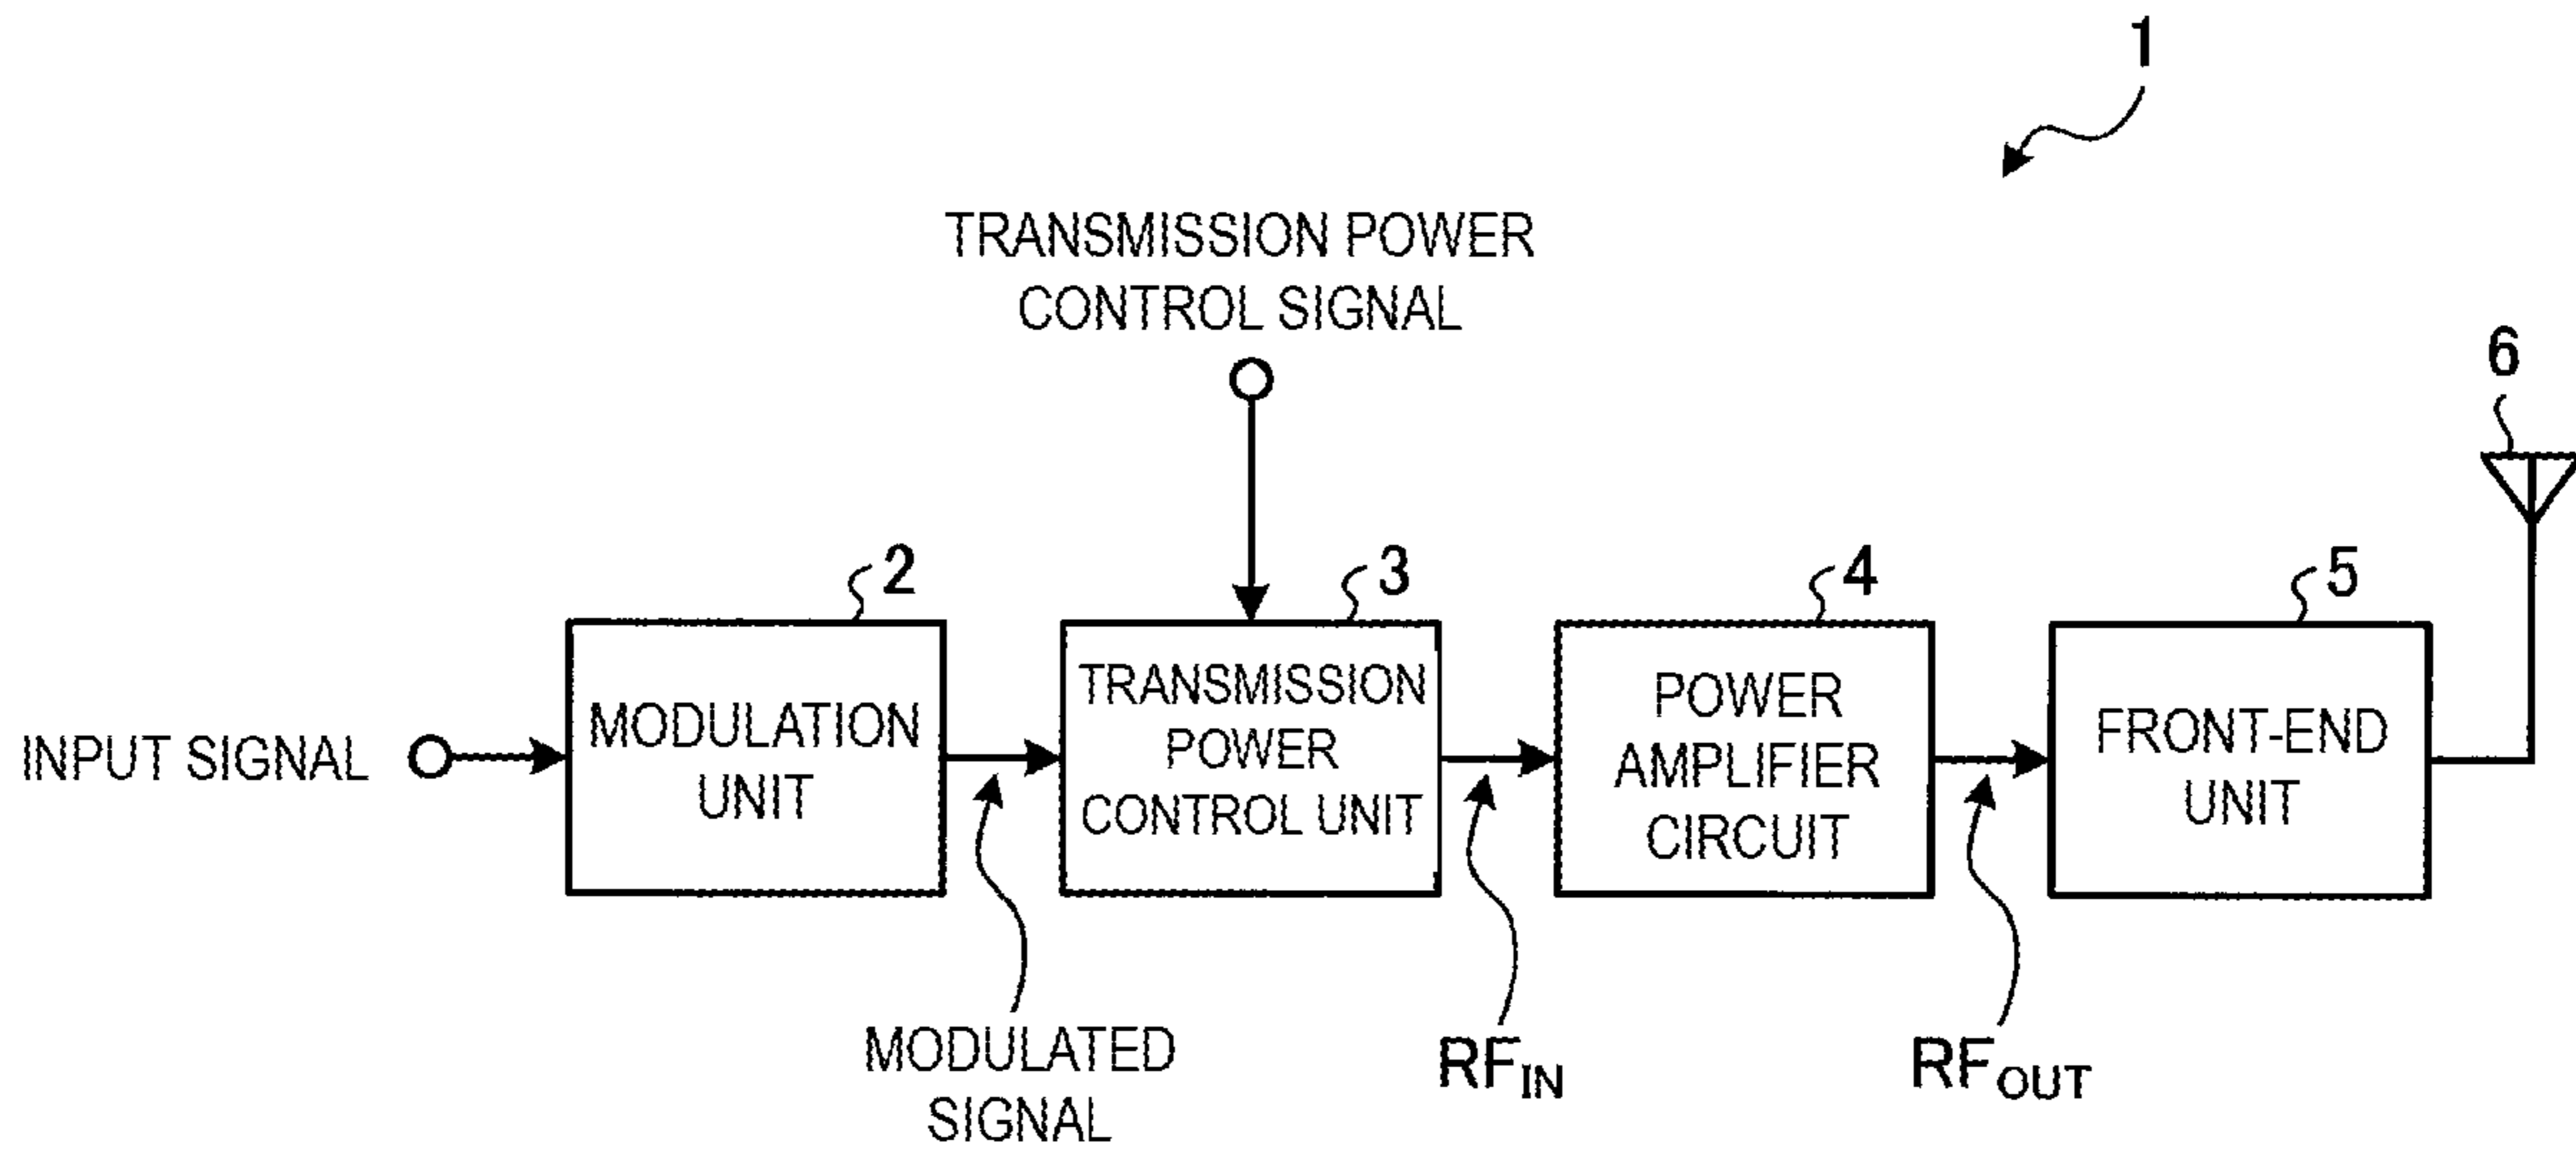 1
TRANSMISSION POWER
CONTROL SIGNAL
6
2
3
4
5
INPUT SIGNAL
MODULATION
UNIT
TRANSMISSION
POWER
CONTROL UNIT
POWER
AMPLIFIER
CIRCUIT
FRONT-END
UNIT
MODULATED
SIGNAL
RFIN
RFOUT